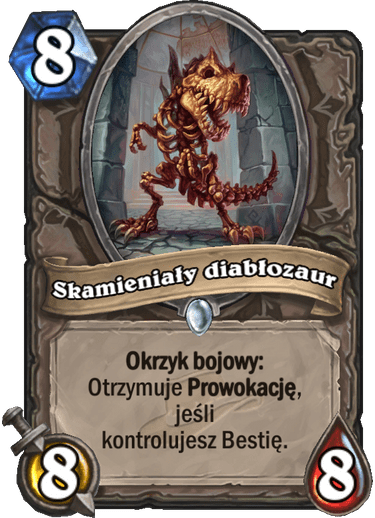 8
Skamieniały diabłozaur
Okrzyk bojowy:
Otrzymuje Prowokację,
jeśli
kontrolujesz Bestię.
8
8